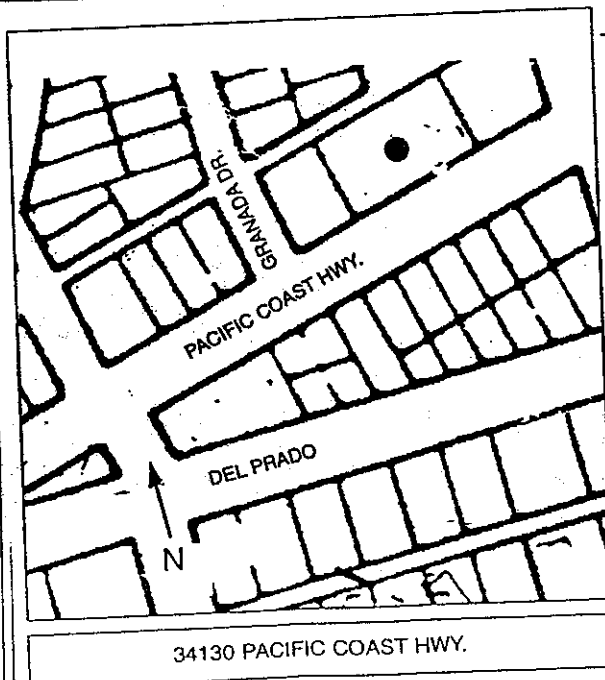 GRANADA DR.
PACIFIC COAST HWY.
DEL PRADO
N
34130 PACIFIC COAST HWY.